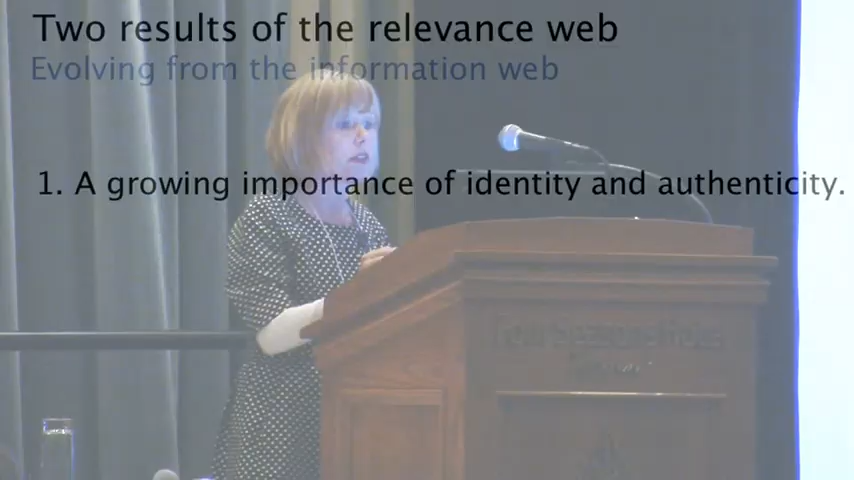 Two results of the relevance web
Evolving from the information web
1. A growing importance of identity and authenticity.